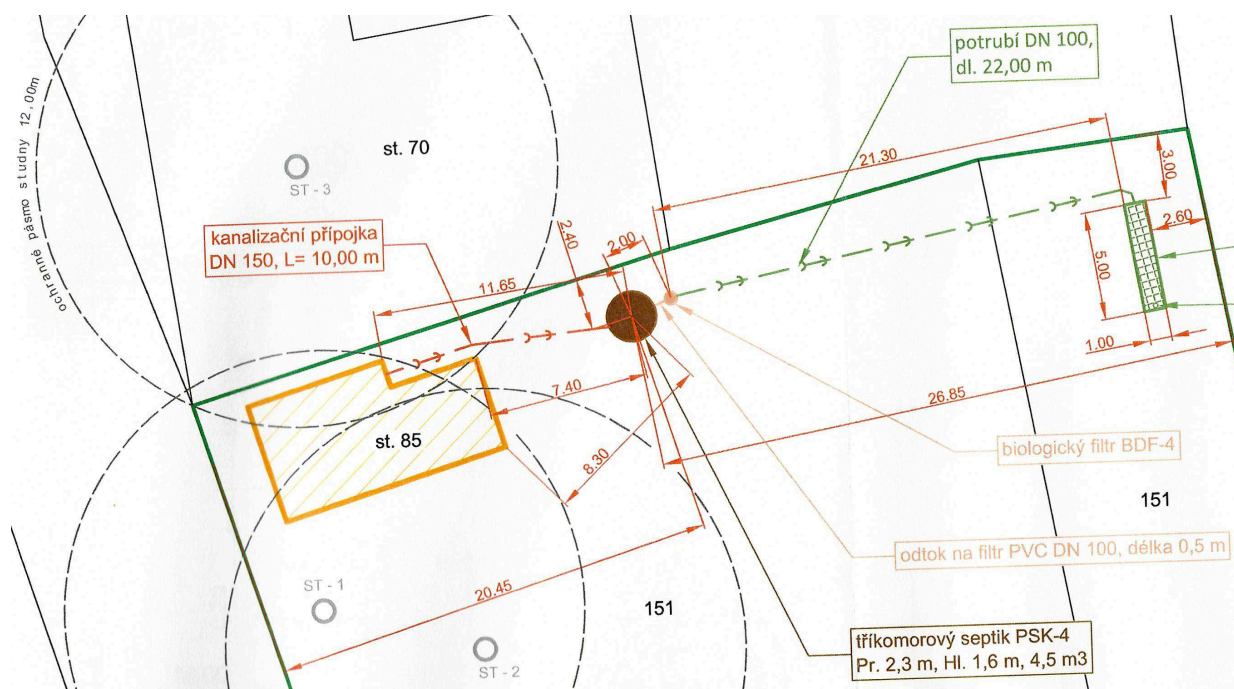 potrubí DN 100,
dl. 22,00 m
ochranné pásmo studny 12,00m
st. 70
ST - 3
21.30
3.00
2.60
kanalizační přípojka
DN 150, L= 10,00 m
2.40
2.00
11.65
5.00
1.00
7.40
26.85
st. 85
8.30
biologický filtr BDF-4
151
odtok na filtr PVC DN 100, délka 0,5 m
ST - 1
20.45
151
ST - 2
tříkomorový septik PSK-4
Pr. 2,3 m, Hl. 1,6 m, 4,5 m3